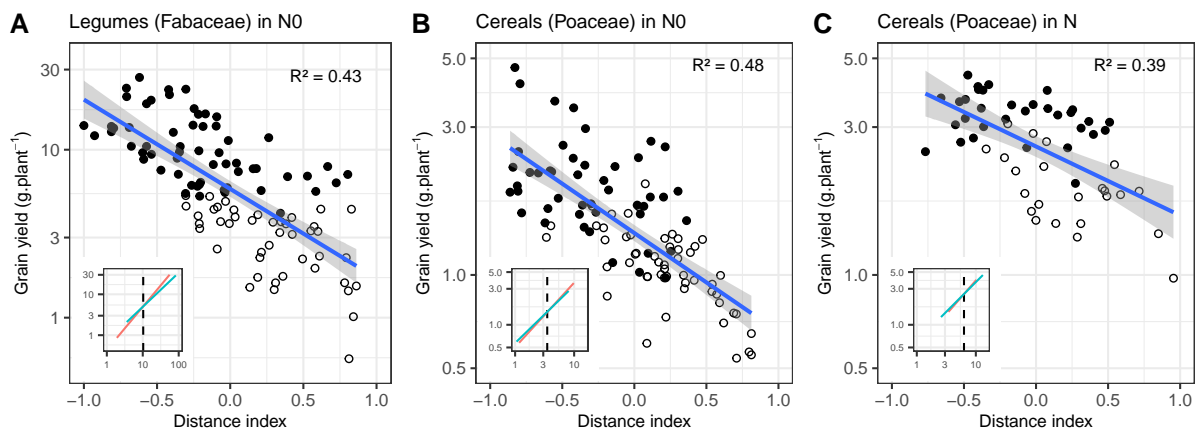 A Legumes (Fabaceae) in N0
R² = 0.43
Grain yield (g.plant⁻¹)
30
10
3
1
30
10
3
1
1 10 100
−1.0 −0.5 0.0 0.5 1.0
Distance index
B Cereals (Poaceae) in N0
R² = 0.48
Grain yield (g.plant⁻¹)
5.0
3.0
1.0
0.5
5.0
1.0
0.5
1 3 10
−1.0 −0.5 0.0 0.5 1.0
Distance index
C Cereals (Poaceae) in N
R² = 0.39
Grain yield (g.plant⁻¹)
5.0
3.0
1.0
0.5
5.0
1.0
0.5
1 3 10
−1.0 −0.5 0.0 0.5 1.0
Distance index